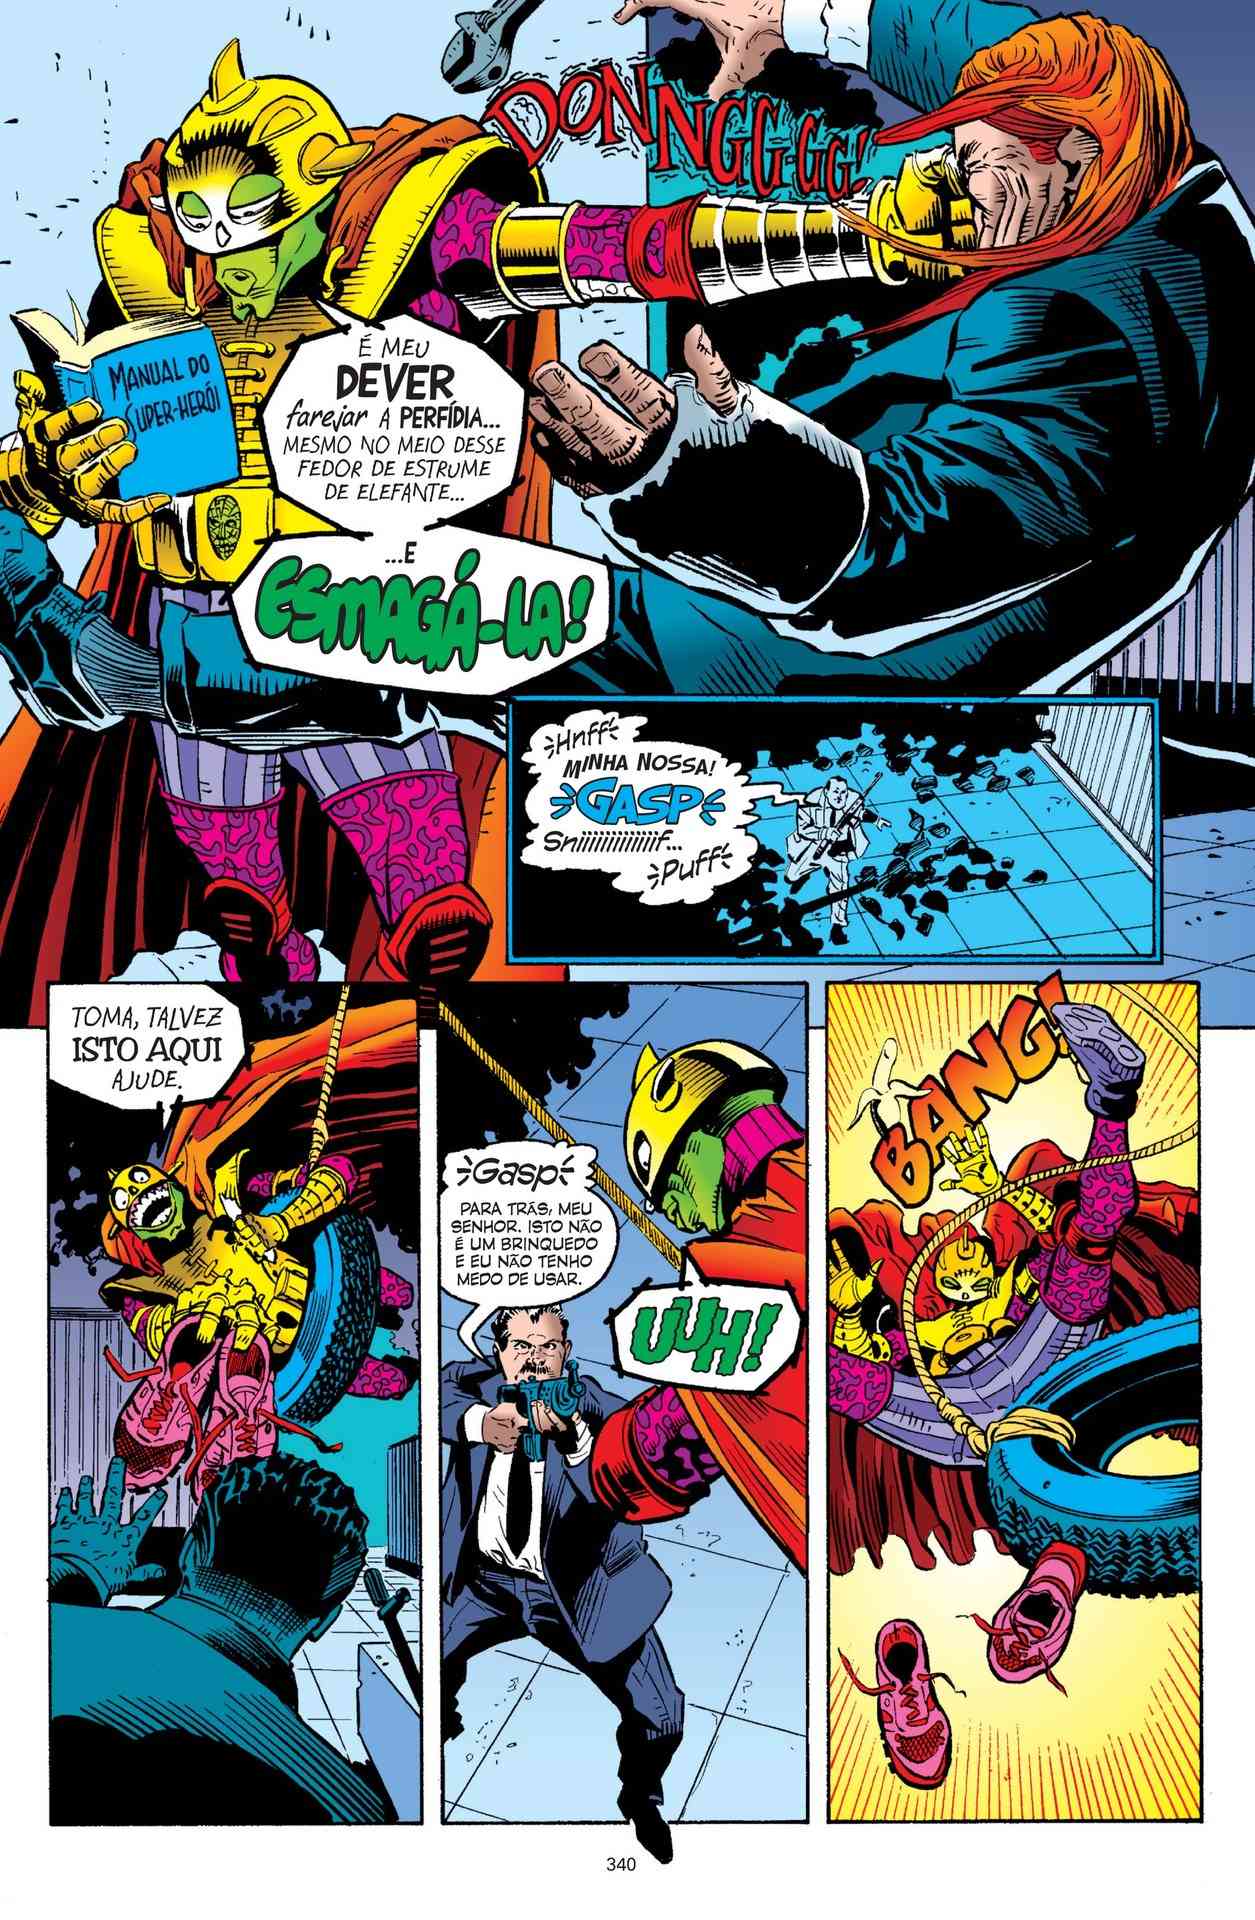 DONNGG-GG!
MANUAL DO
SUPER-HERÓI
É MEU
DEVER
farejar A PERFÍDIA...
MESMO NO MEIO DESSE
FEDOR DE ESTRUME
DE ELEFANTE...
...E
ESMAGÁ-LA!
Hnff
MINHA NOSSA!
GASP
Sniiiiiiiiiiiiif...
Puff
TOMA, TALVEZ
ISTO AQUI
AJUDE.
Gasp
PARA TRÁS, MEU
SENHOR. ISTO NÃO
É UM BRINQUEDO
E EU NÃO TENHO
MEDO DE USAR.
UUH!
BANG!
340